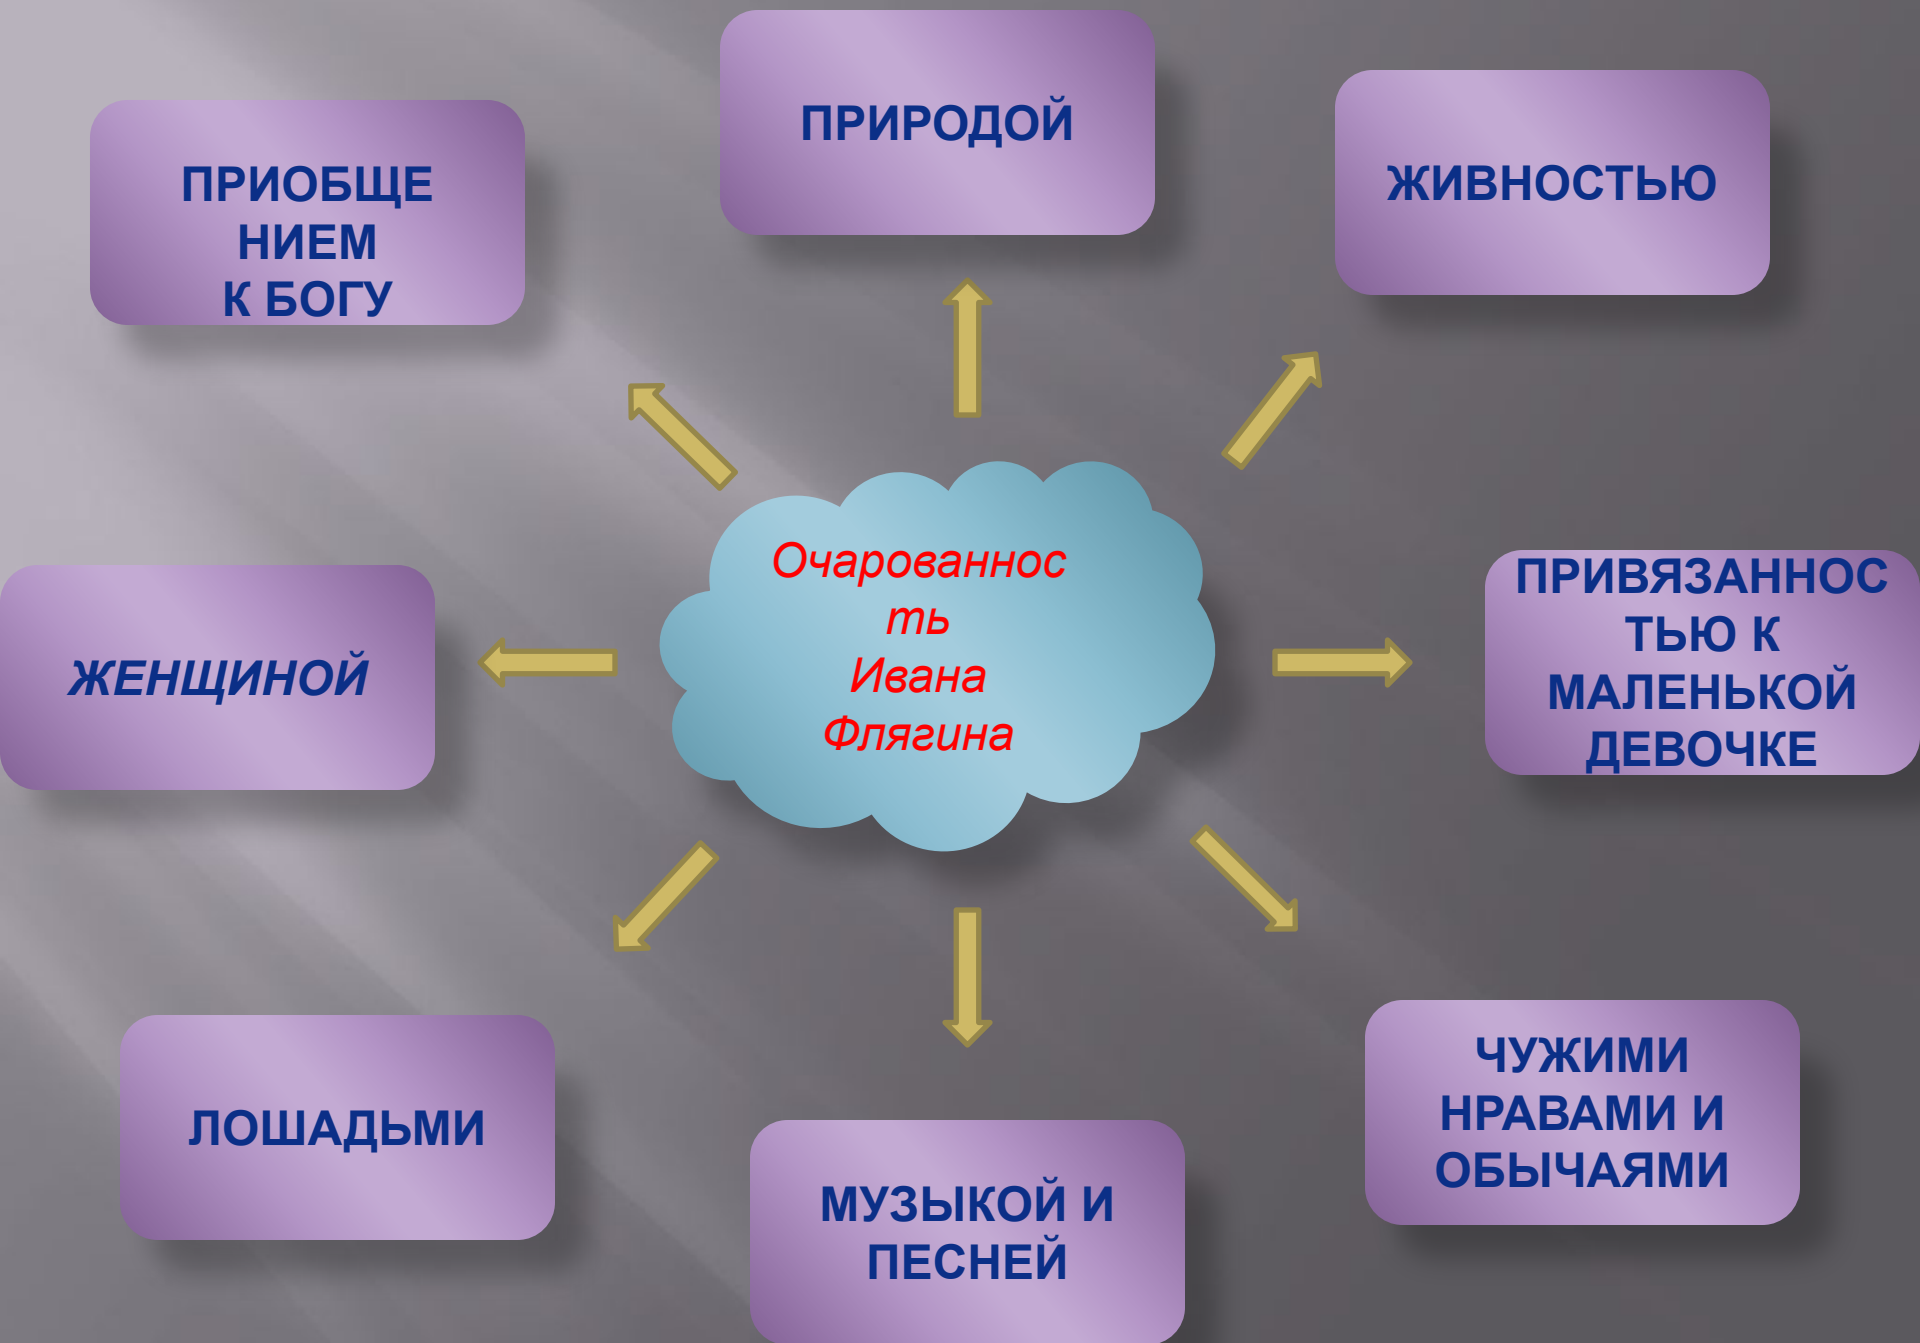 ПРИРОДОЙ
ЖИВНОСТЬЮ
ПРИОБЩЕ
НИЕМ
К БОГУ
Очарованнос
ть
Ивана
Флягина
ПРИВЯЗАННОС
ТЬЮ К
МАЛЕНЬКОЙ
ДЕВОЧКЕ
ЖЕНЩИНОЙ
ЛОШАДЬМИ
МУЗЫКОЙ И
ПЕСНЕЙ
ЧУЖИМИ
НРАВАМИ И
ОБЫЧАЯМИ